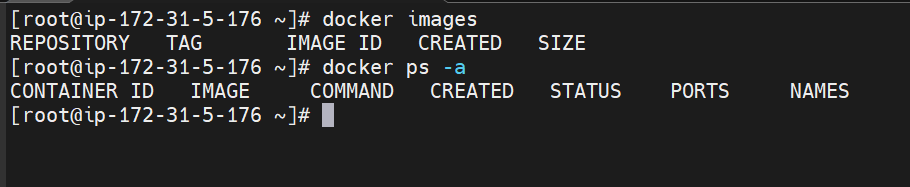 [root@ip-172-31-5-176 ~]# docker images
REPOSITORY   TAG       IMAGE ID   CREATED   SIZE
[root@ip-172-31-5-176 ~]# docker ps -a
CONTAINER ID   IMAGE     COMMAND   CREATED   STATUS    PORTS     NAMES
[root@ip-172-31-5-176 ~]#